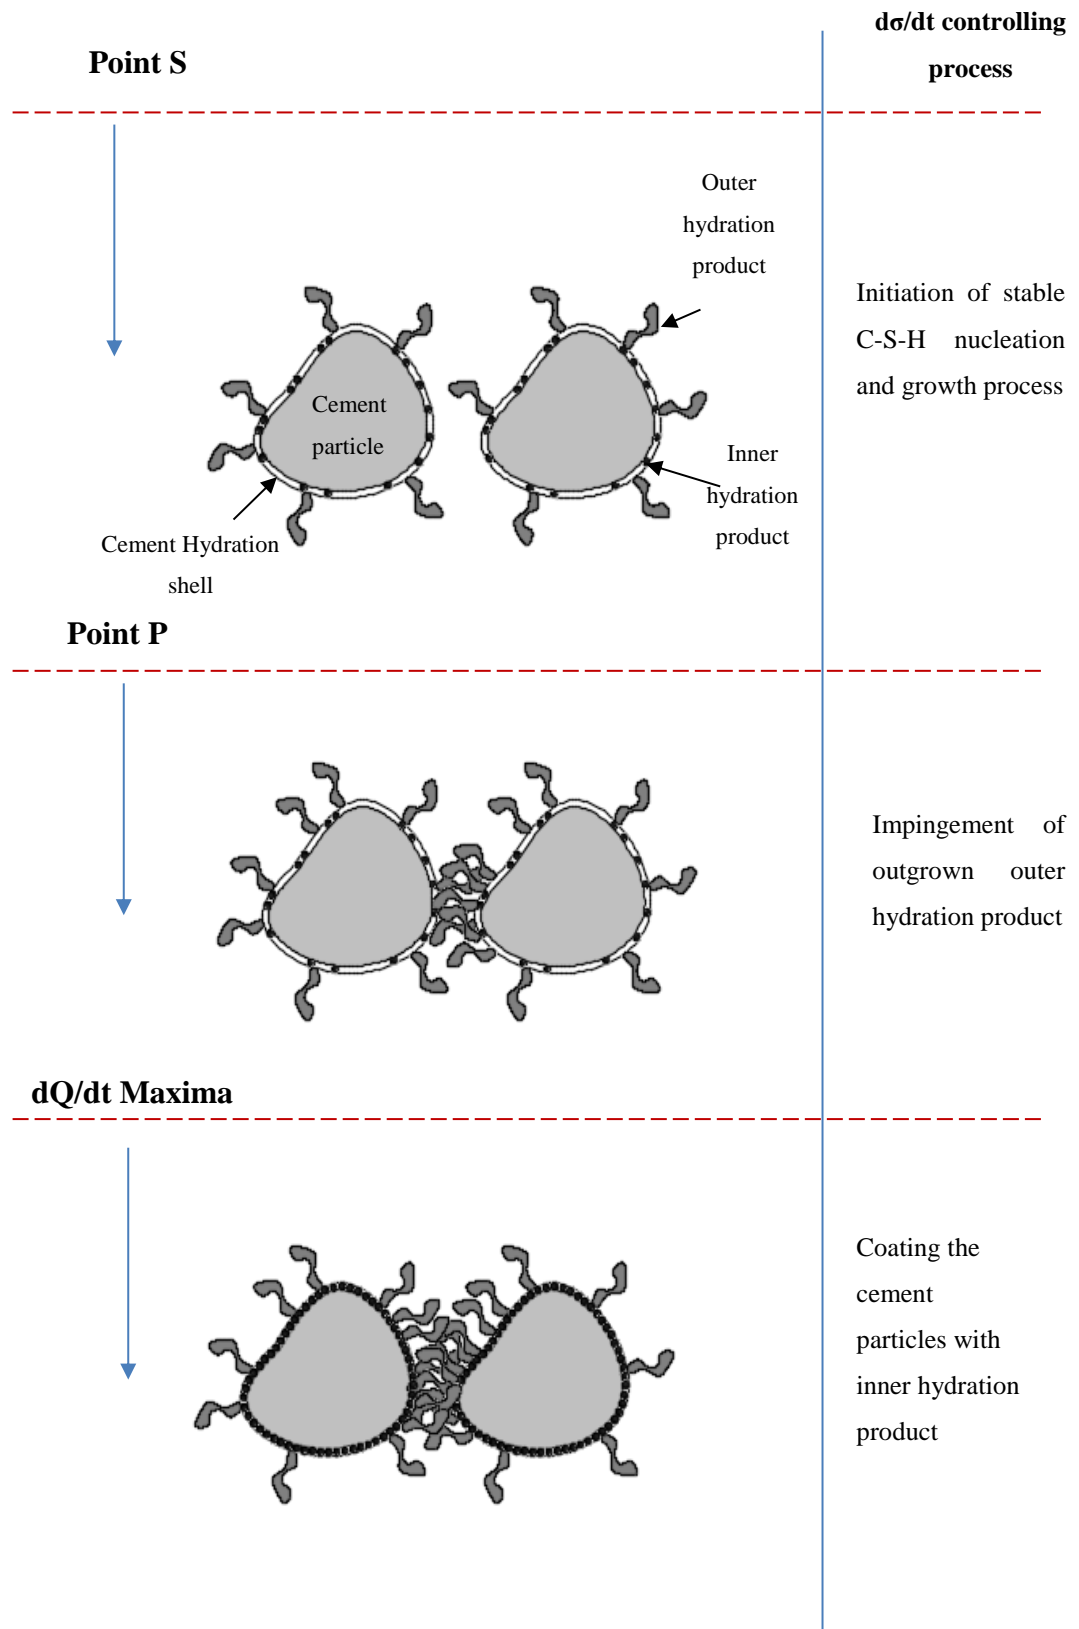 dσ/dt controlling
process
Point S
Outer
hydration
product
Initiation of stable
C-S-H nucleation
and growth process
Cement
particle
Inner
hydration
product
Cement Hydration
shell
Point P
Impingement of
outgrown outer
hydration product
dQ/dt Maxima
Coating the
cement
particles with
inner hydration
product